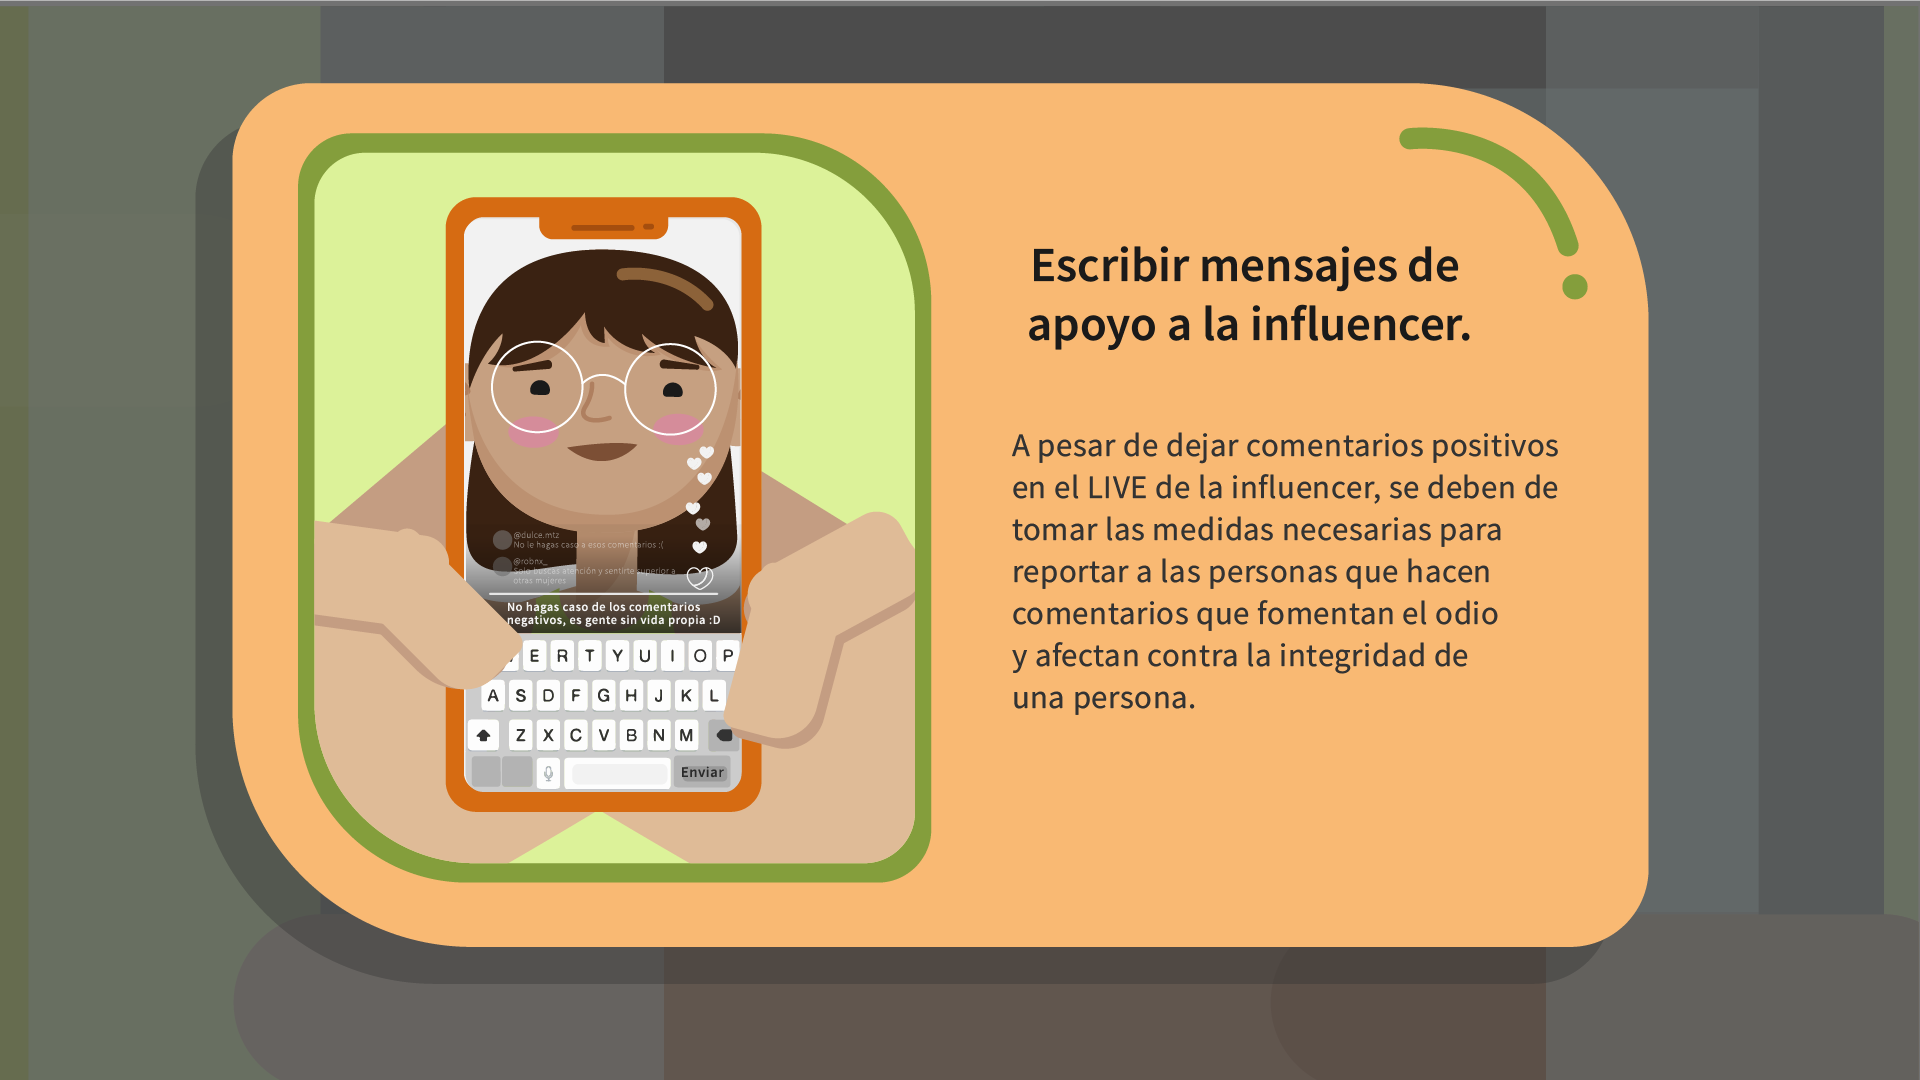 Escribir mensajes de
apoyo a la influencer.
A pesar de dejar comentarios positivos
en el LIVE de la influencer, se deben de
tomar las medidas necesarias para
reportar a las personas que hacen
comentarios que fomentan el odio
y afectan contra la integridad de
una persona.
@dulce.mtz
No le hagas caso a esos comentarios :(
@robnx_
Solo buscas atención y sentirte superior a
otras mujeres
No hagas caso de los comentarios
negativos, es gente sin vida propia :D
E R T Y U I O P
A S D F G H J K L
Z X C V B N M
Enviar